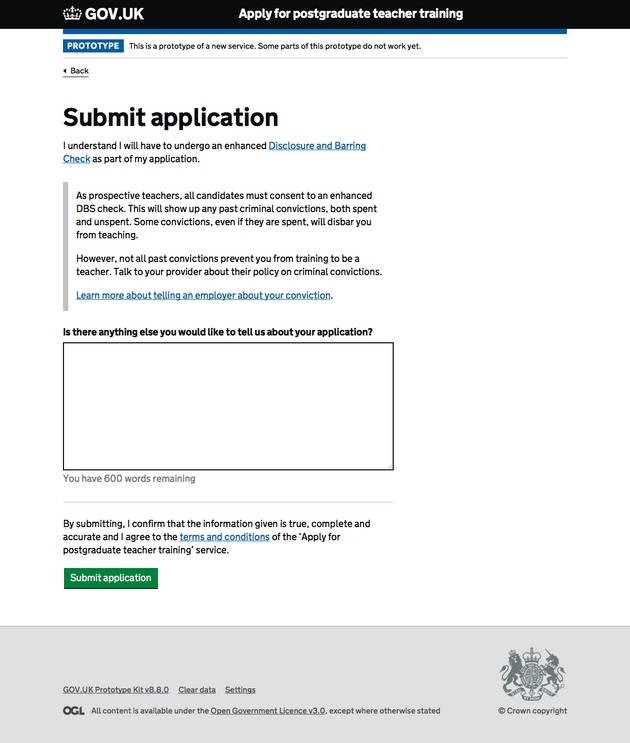 GOV.UK
Apply for postgraduate teacher training
PROTOTYPE This is a prototype of a new service. Some parts of this prototype do not work yet.
Back
Submit application
I understand I will have to undergo an enhanced Disclosure and Barring
Check as part of my application.
As prospective teachers, all candidates must consent to an enhanced
DBS check. This will show up any past criminal convictions, both spent
and unspent. Some convictions, even if they are spent, will disbar you
from teaching.
However, not all past convictions prevent you from training to be a
teacher. Talk to your provider about their policy on criminal convictions.
Learn more about telling an employer about your conviction.
Is there anything else you would like to tell us about your application?
You have 600 words remaining
By submitting, I confirm that the information given is true, complete and
accurate and I agree to the terms and conditions of the ‘Apply for
postgraduate teacher training’ service.
Submit application
GOV.UK Prototype Kit v8.8.0 Clear data Settings
OGL All content is available under the Open Government Licence v3.0, except where otherwise stated
© Crown copyright